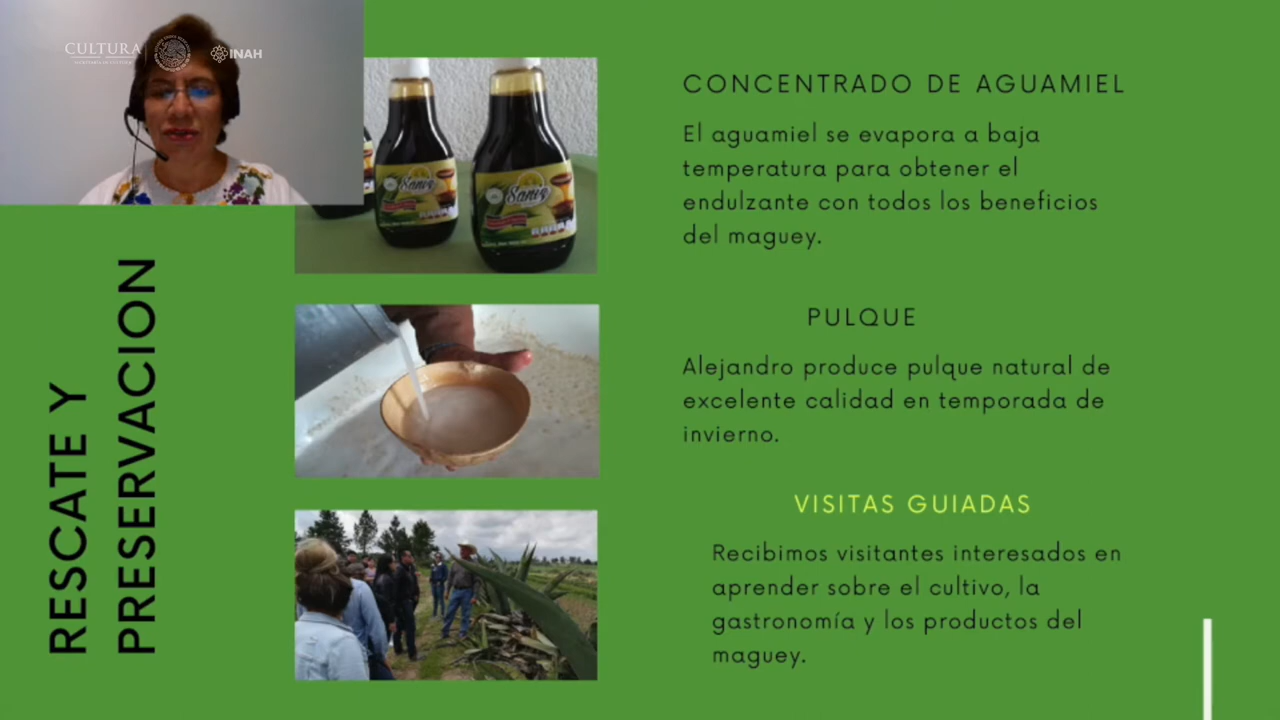 CULTURA
INAH
RESCATE Y
PRESERVACION
Saniz
CONCENTRADO DE AGUAMIEL
El aguamiel se evapora a baja
temperatura para obtener el
endulzante con todos los beneficios
del maguey.
PULQUE
Alejandro produce pulque natural de
excelente calidad en temporada de
invierno.
VISITAS GUIADAS
Recibimos visitantes interesados en
aprender sobre el cultivo, la
gastronomía y los productos del
maguey.